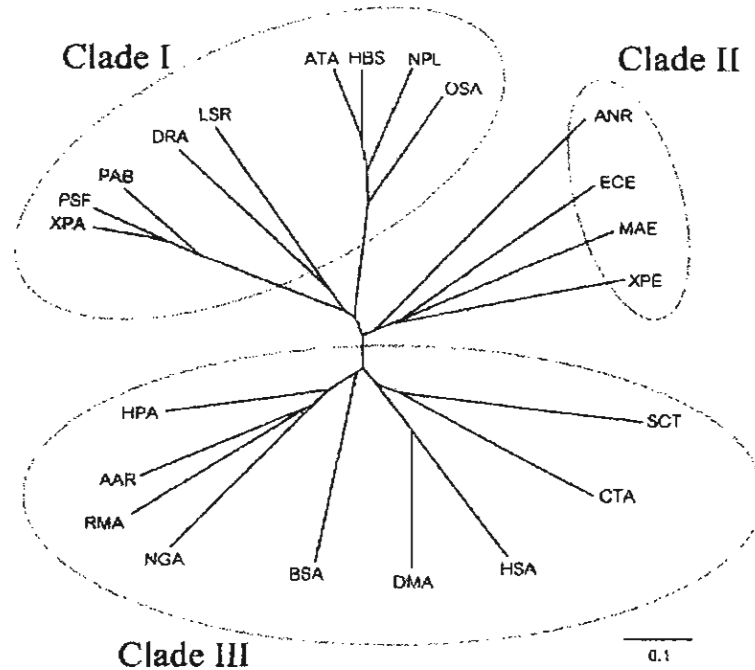 Clade I
Clade II
ATA
HBS
NPL
OSA
LSR
DRA
PAB
PSF
XPA
ANR
ECE
MAE
XPE
HPA
AAR
RMA
NGA
BSA
DMA
HSA
CTA
SCT
Clade III
0.1